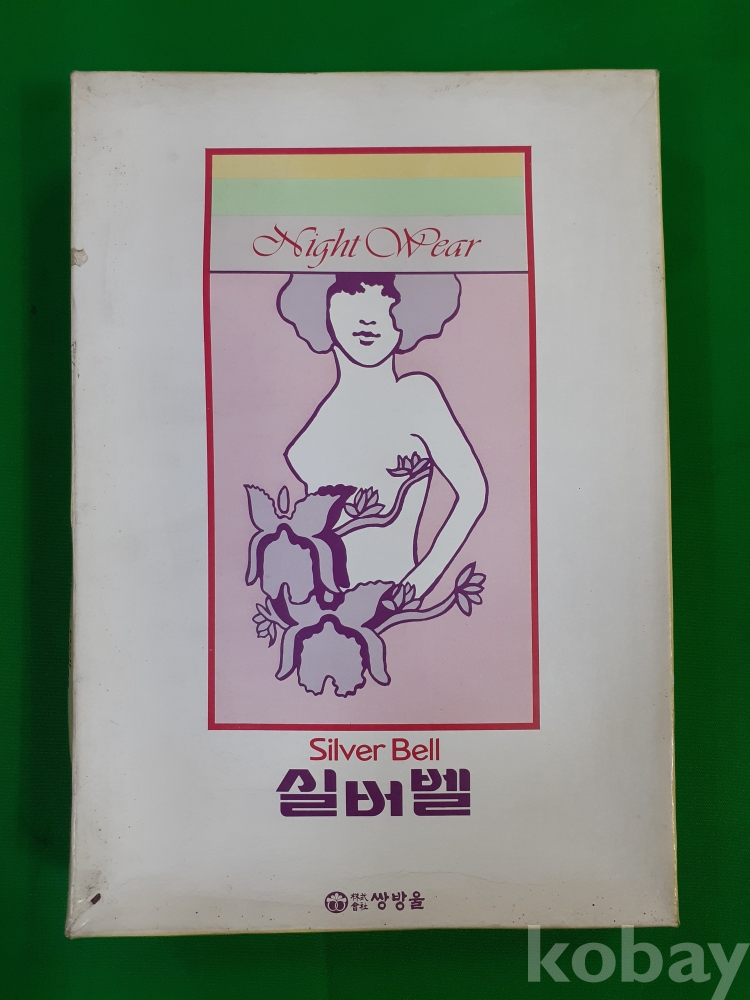 Night Wear
Silver Bell
실버벨
株式會社 쌍방울
kobay